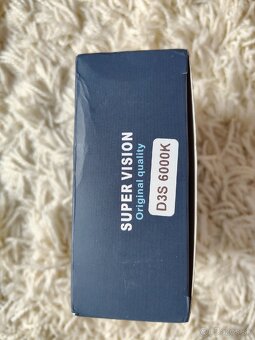 SUPER VISION
Original quality
D3S 6000K